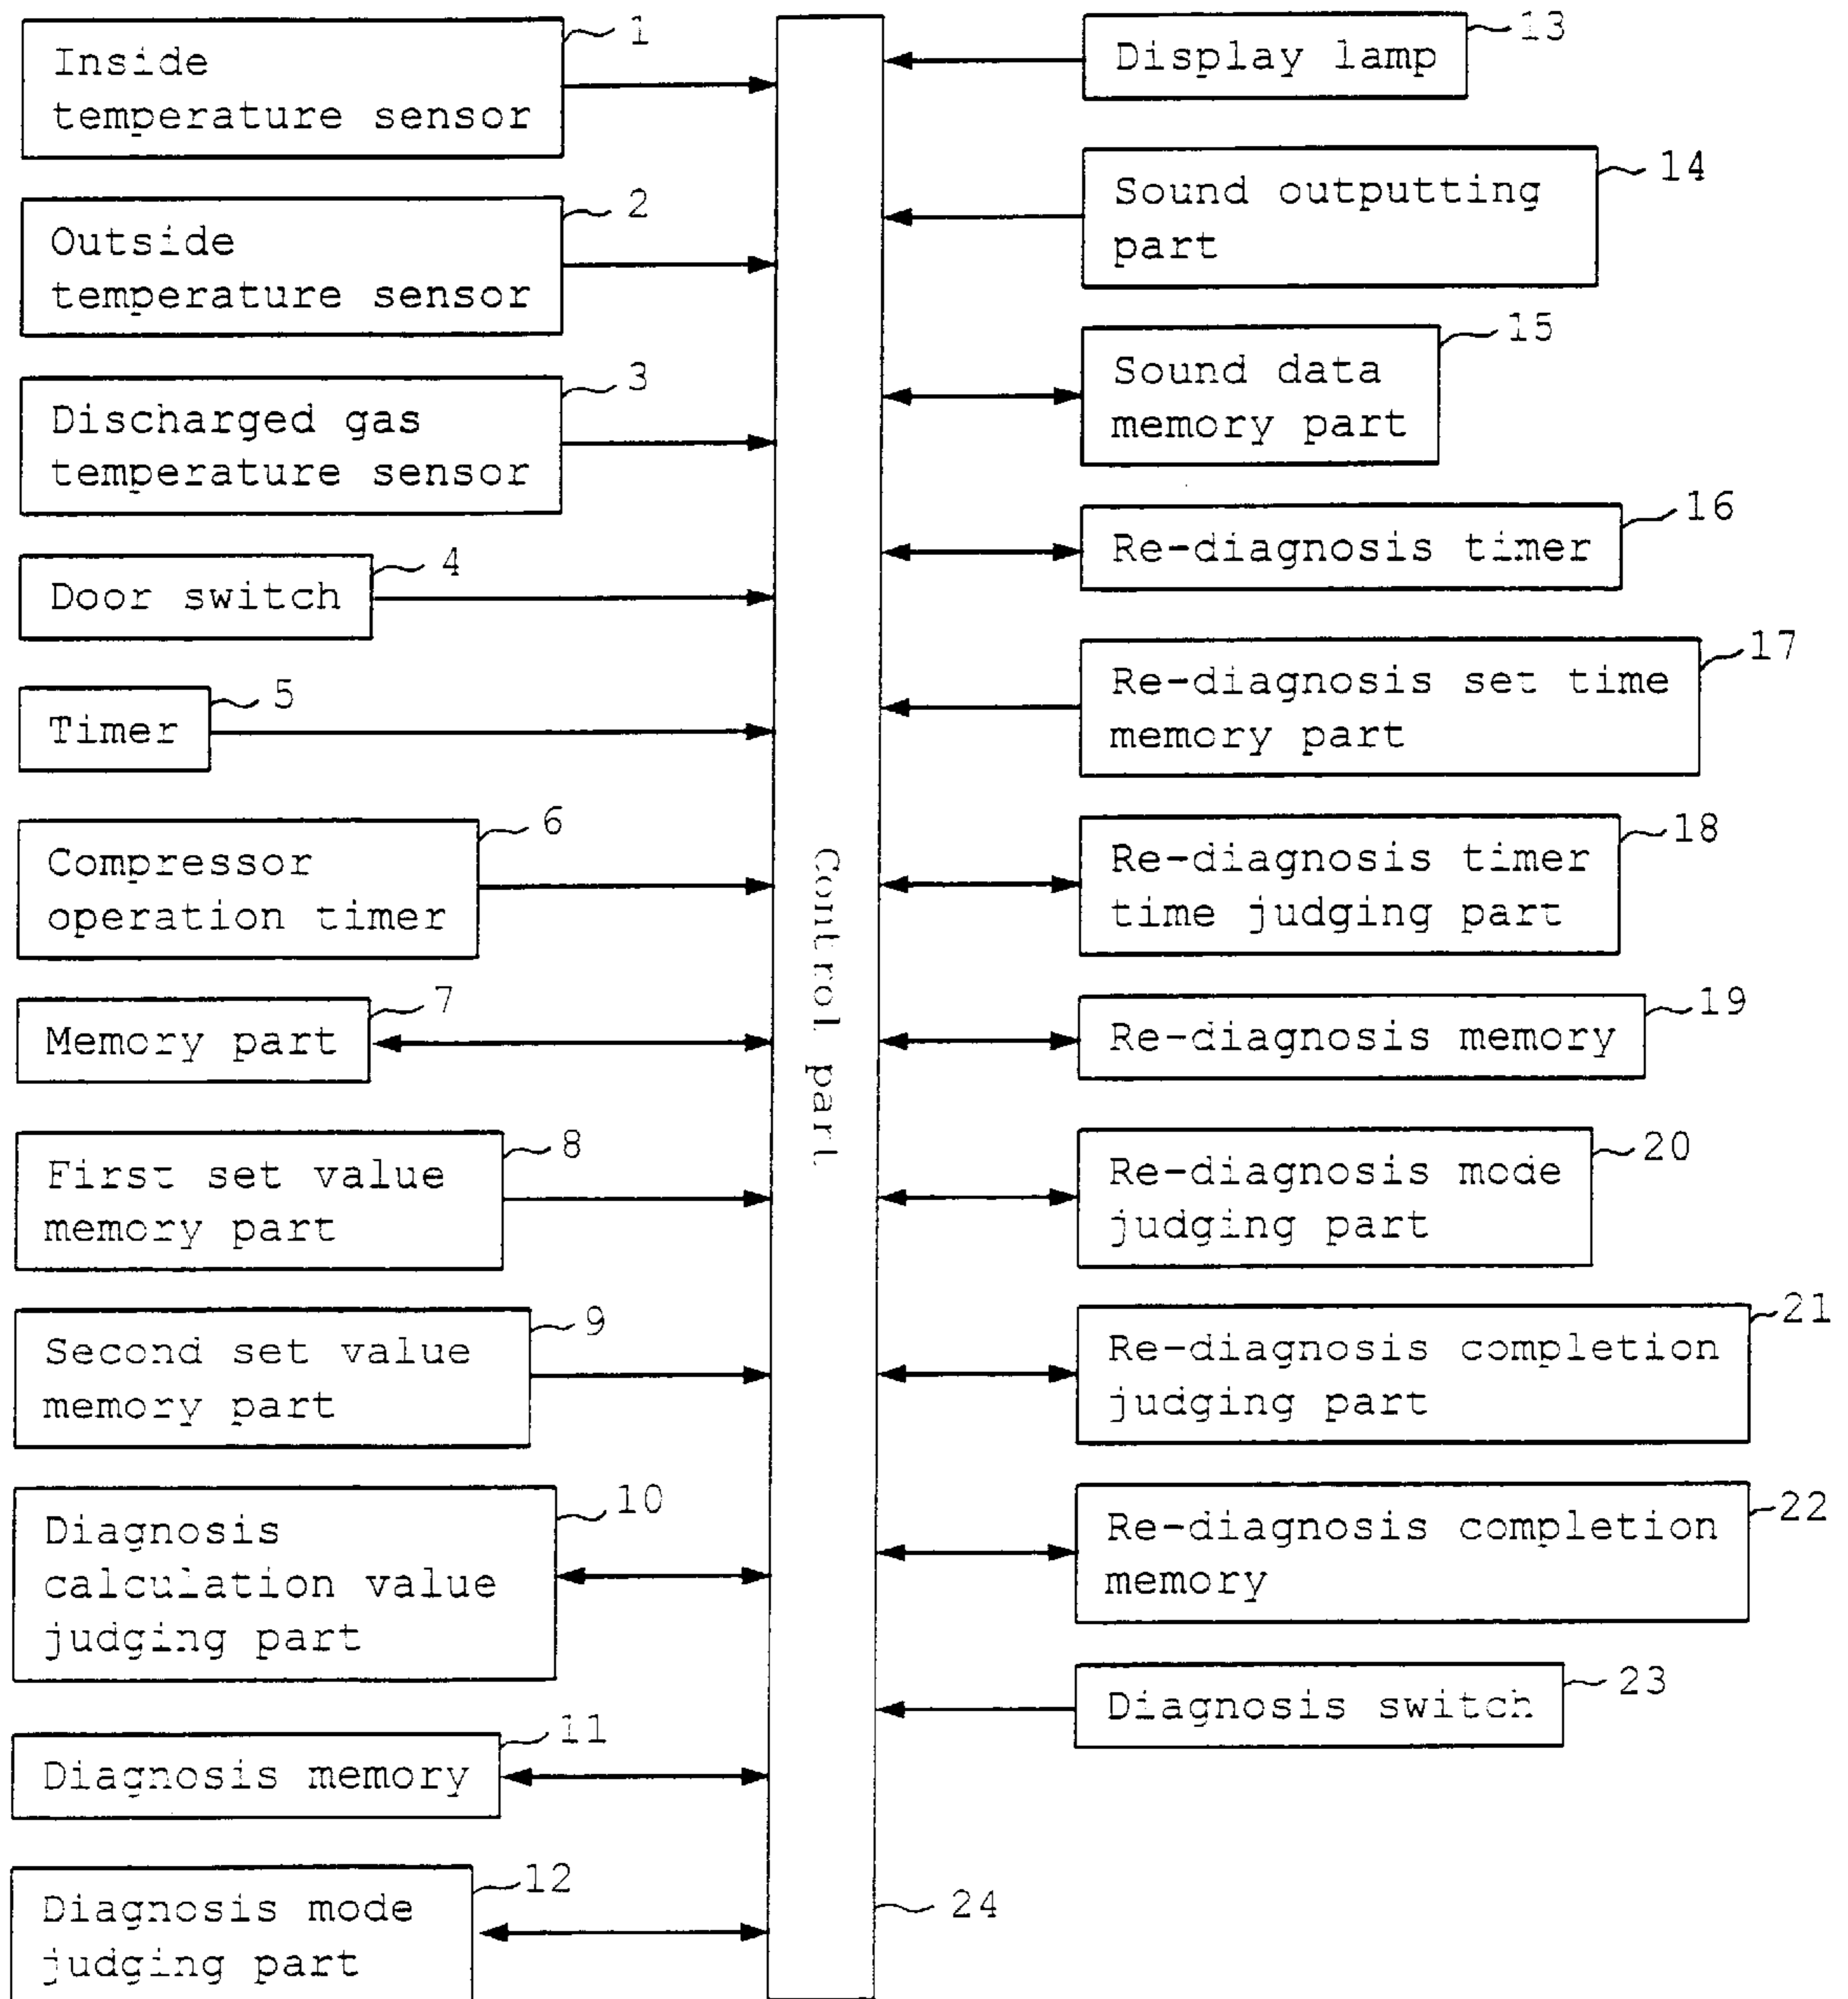 1
Inside
temperature sensor
2
Outside
temperature sensor
3
Discharged gas
temperature sensor
4
Door switch
5
Timer
6
Compressor
operation timer
7
Memory part
8
First set value
memory part
9
Second set value
memory part
10
Diagnosis
calculation value
judging part
11
Diagnosis memory
12
Diagnosis mode
judging part
Control part
24
13
Display lamp
14
Sound outputting
part
15
Sound data
memory part
16
Re-diagnosis timer
17
Re-diagnosis set time
memory part
18
Re-diagnosis timer
time judging part
19
Re-diagnosis memory
20
Re-diagnosis mode
judging part
21
Re-diagnosis completion
judging part
22
Re-diagnosis completion
memory
23
Diagnosis switch